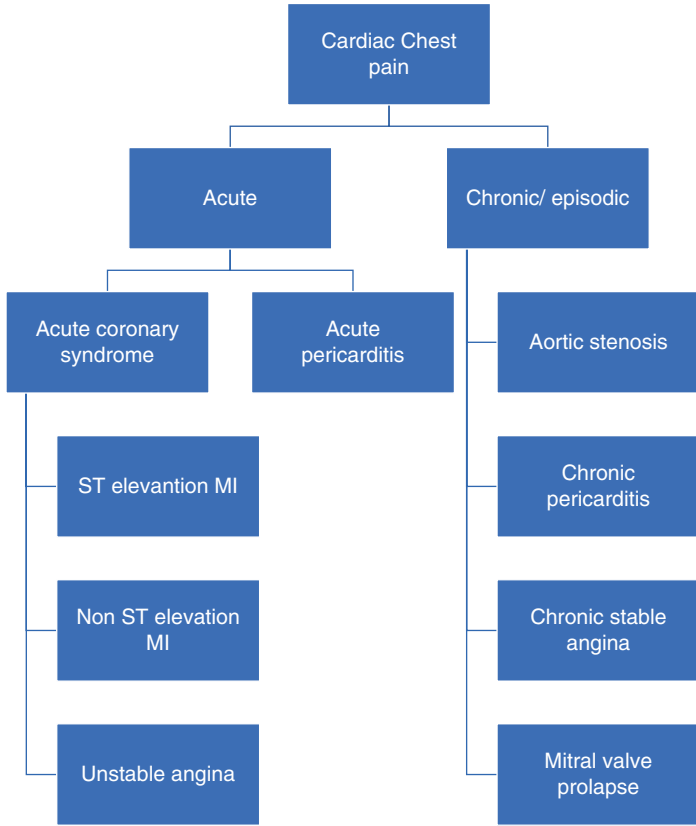 Cardiac Chest
pain
Acute
Chronic/ episodic
Acute coronary
syndrome
Acute
pericarditis
ST elevantion MI
Non ST elevation
MI
Unstable angina
Aortic stenosis
Chronic
pericarditis
Chronic stable
angina
Mitral valve
prolapse